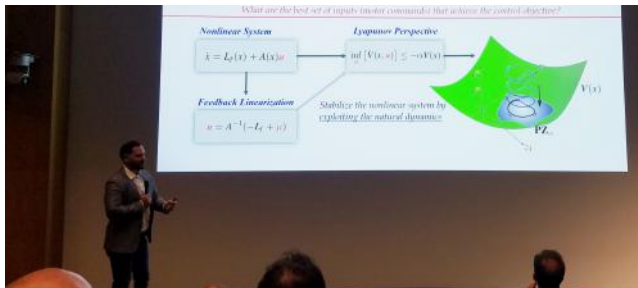 What are the best set of inputs (motor commands) that achieve the control objective?
Nonlinear System
ẋ = L_f(x) + A(x)u
Lyapunov Perspective
inf [V̇(x, u)] ≤ −αV(x)
V(x)
Feedback Linearization
u = A⁻¹(−L_f + μ)
Stabilize the nonlinear system by
exploiting the natural dynamics
PZ
z₁